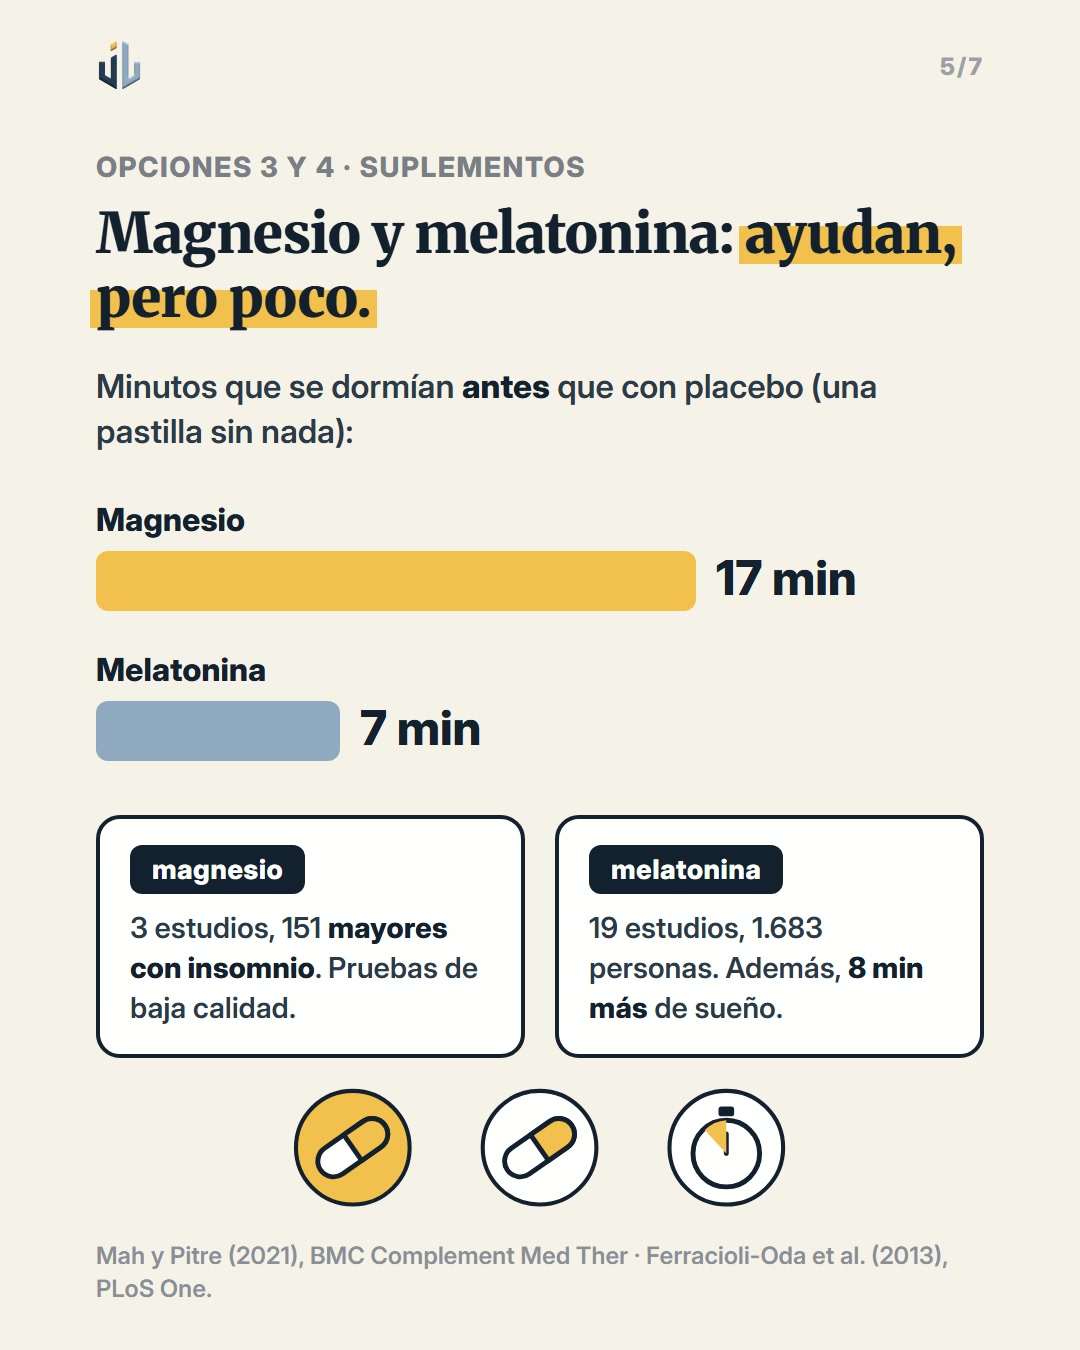 5/7
OPCIONES 3 Y 4 · SUPLEMENTOS
Magnesio y melatonina: ayudan,
pero poco.
Minutos que se dormían antes que con placebo (una
pastilla sin nada):
Magnesio
17 min
Melatonina
7 min
magnesio
3 estudios, 151 mayores
con insomnio. Pruebas de
baja calidad.
melatonina
19 estudios, 1.683
personas. Además, 8 min
más de sueño.
Mah y Pitre (2021), BMC Complement Med Ther · Ferracioli-Oda et al. (2013),
PLoS One.